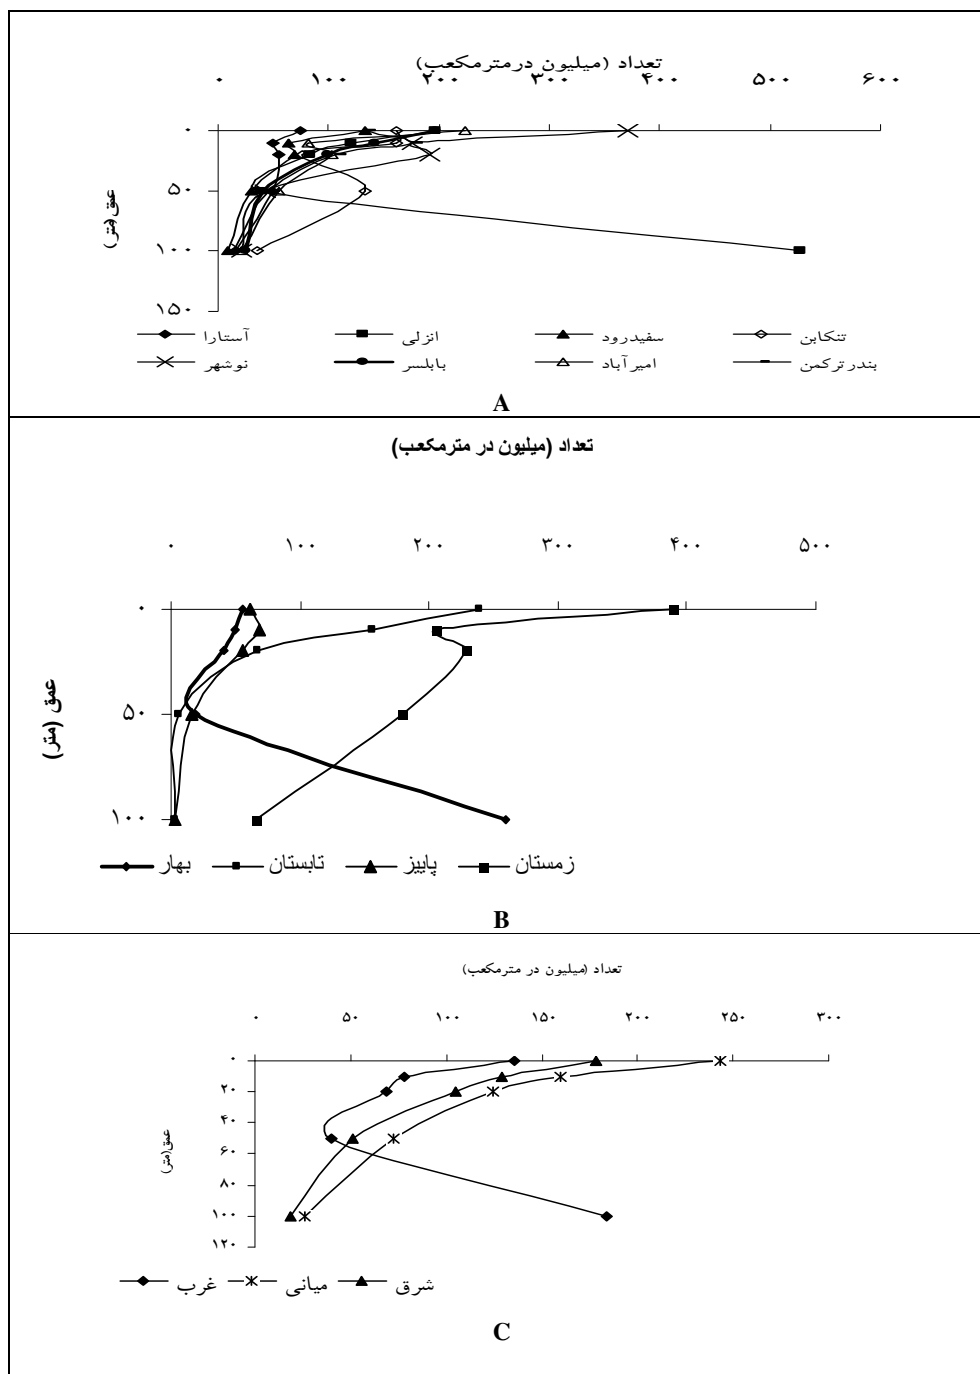 تعداد (میلیون درمترمکعب)
۰ ۱۰۰ ۲۰۰ ۳۰۰ ۴۰۰ ۵۰۰ ۶۰۰
۰
۵۰
۱۰۰
۱۵۰
عمق(متر)
آستارا انزلی سفیدرود تنکابن
نوشهر بابلسر امیرآباد بندرترکمن
A
تعداد (میلیون در مترمکعب)
۰ ۱۰۰ ۲۰۰ ۳۰۰ ۴۰۰ ۵۰۰
۰
۵۰
۱۰۰
عمق (متر)
بهار تابستان پاییز زمستان
B
تعداد (میلیون در مترمکعب)
۰ ۵۰ ۱۰۰ ۱۵۰ ۲۰۰ ۲۵۰ ۳۰۰
۰
۲۰
۴۰
۶۰
۸۰
۱۰۰
۱۲۰
عمق(متر)
غرب میانی شرق
C